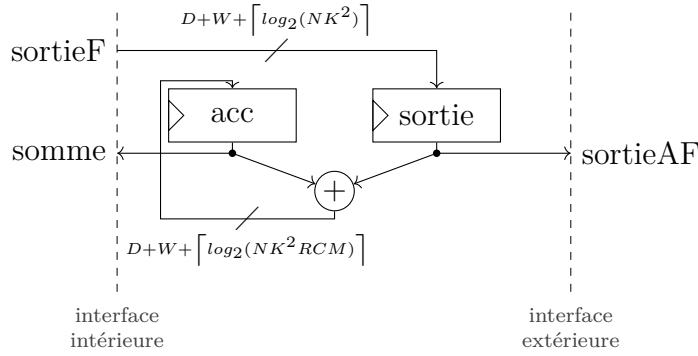 D+W+⌈log₂(NK²)⌉
sortieF
acc
sortie
somme
sortieAF
+
D+W+⌈log₂(NK²RCM)⌉
interface
intérieure
interface
extérieure